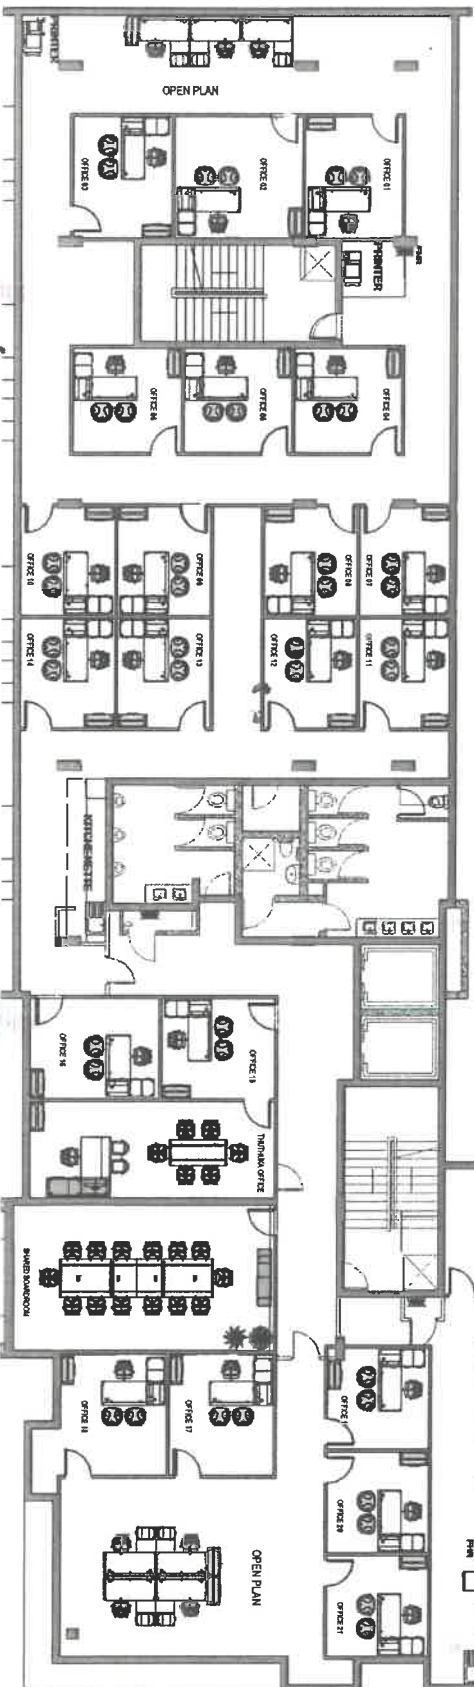 PRINTER
OPEN PLAN
OFFICE 03
OFFICE 02
OFFICE 01
PRINTER
OFFICE 06
OFFICE 05
OFFICE 04
OFFICE 10
OFFICE 09
OFFICE 08
OFFICE 07
OFFICE 14
OFFICE 13
OFFICE 12
OFFICE 11
KITCHENETTE
OFFICE 16
OFFICE 15
THUTHUKA OFFICE
SHARED BOARDROOM
OFFICE 18
OFFICE 17
OFFICE
OFFICE 20
OFFICE 21
OPEN PLAN